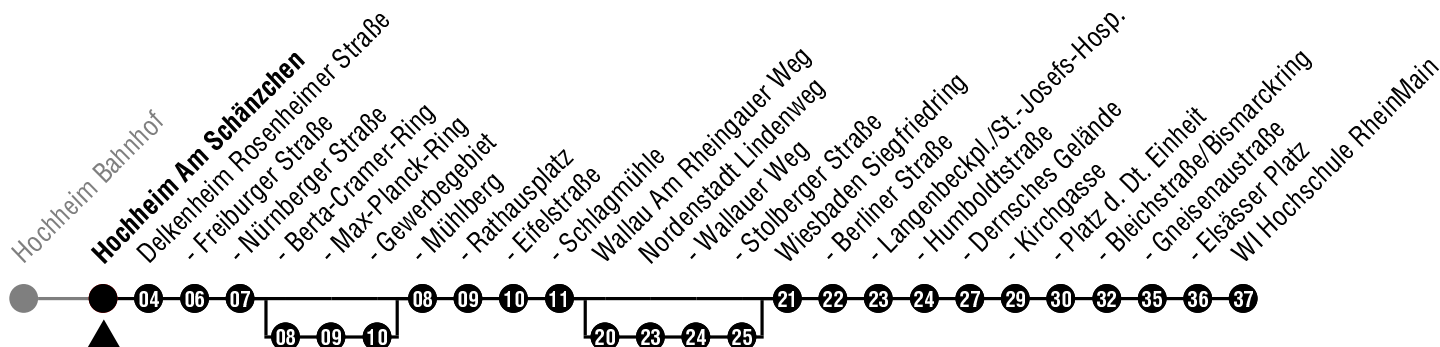 Hochheim Bahnhof
Hochheim Am Schänzchen
Delkenheim Rosenheimer Straße
- Freiburger Straße
- Nürnberger Straße
- Berta-Cramer-Ring
- Max-Planck-Ring
- Gewerbegebiet
- Mühlberg
- Rathausplatz
- Eifelstraße
- Schlagmühle
Wallau Am Rheingauer Weg
Nordenstadt Lindenweg
- Wallauer Weg
- Stolberger Straße
Wiesbaden Siegfriedring
- Berliner Straße
- Langenbeckpl./St.-Josefs-Hosp.
- Humboldtstraße
- Dernsches Gelände
- Kirchgasse
- Platz d. Dt. Einheit
- Bleichstraße/Bismarckring
- Gneisenaustraße
- Elsässer Platz
WI Hochschule RheinMain
04 06 07 08 09 10 11 21 22 23 24 27 29 30 32 35 36 37
08 09 10 20 23 24 25